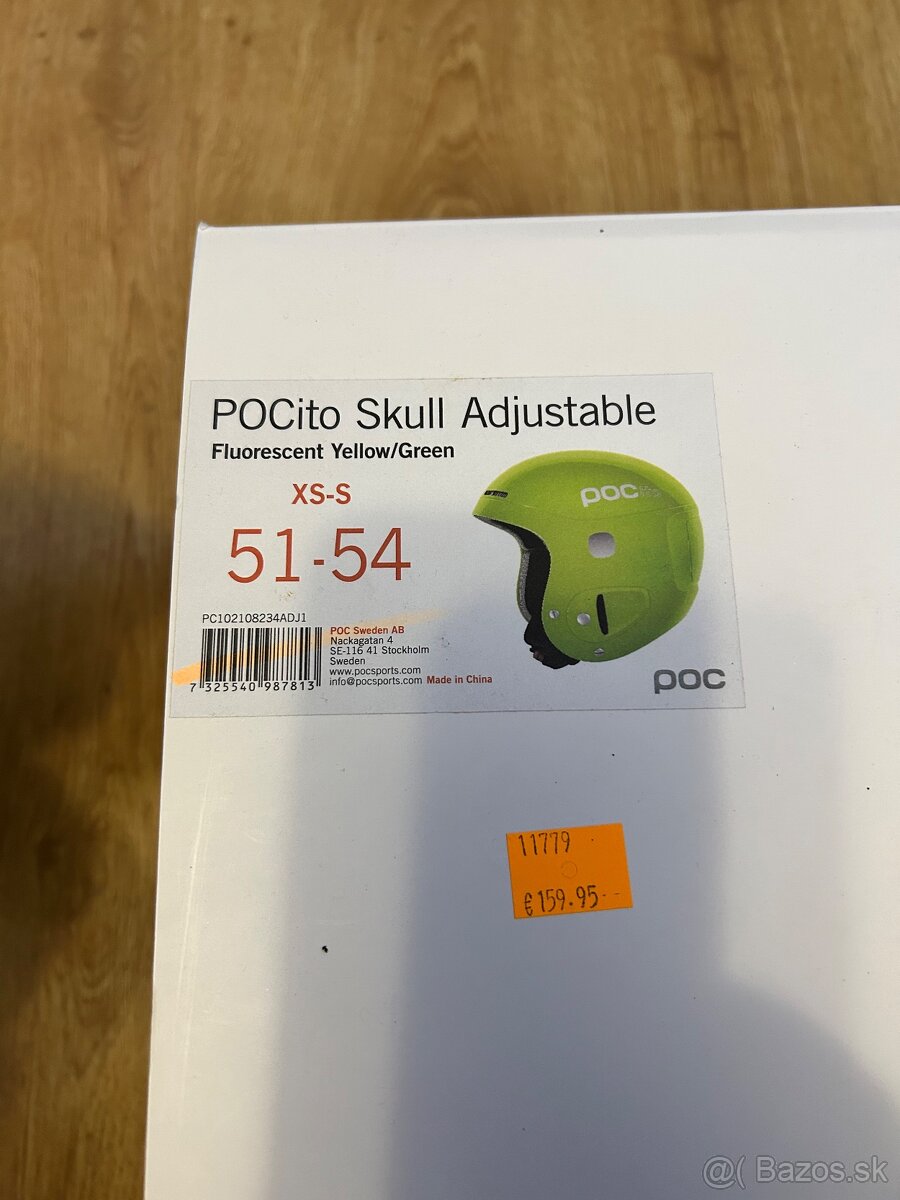 POCito Skull Adjustable
Fluorescent Yellow/Green
XS-S
51-54
PC102108234ADJ1
7 325540 987813
POC Sweden AB
Nackagatan 4
SE-116 41 Stockholm
Sweden
www.pocsports.com
info@pocsports.com Made in China
poc
poc
11779
€159.95--
@( Bazos.sk